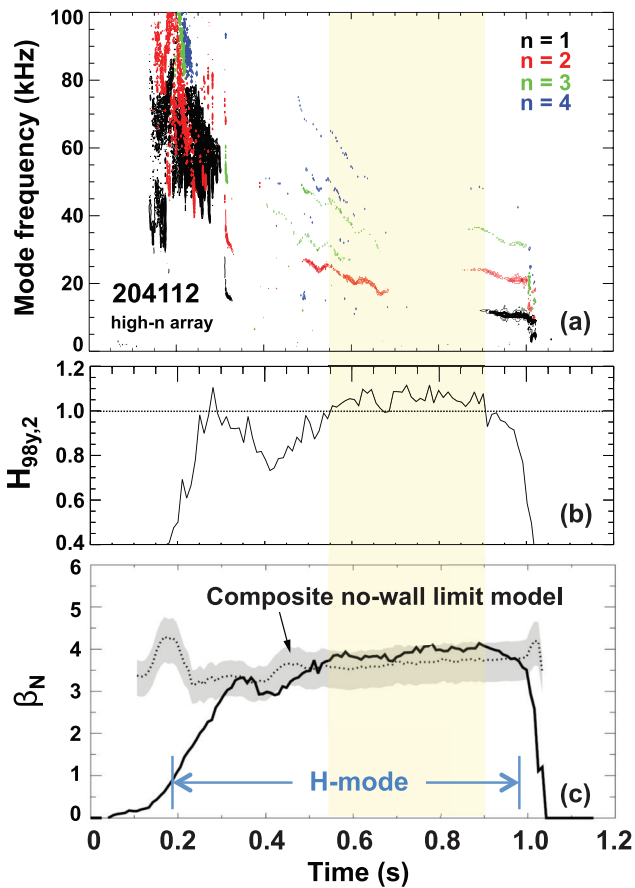 100
80
60
40
20
0
Mode frequency (kHz)
n = 1
n = 2
n = 3
n = 4
204112
high-n array
(a)
1.2
1.0
0.8
0.6
0.4
H98y,2
(b)
6
5
4
3
2
1
0
βN
Composite no-wall limit model
H-mode
(c)
0 0.2 0.4 0.6 0.8 1.0 1.2
Time (s)